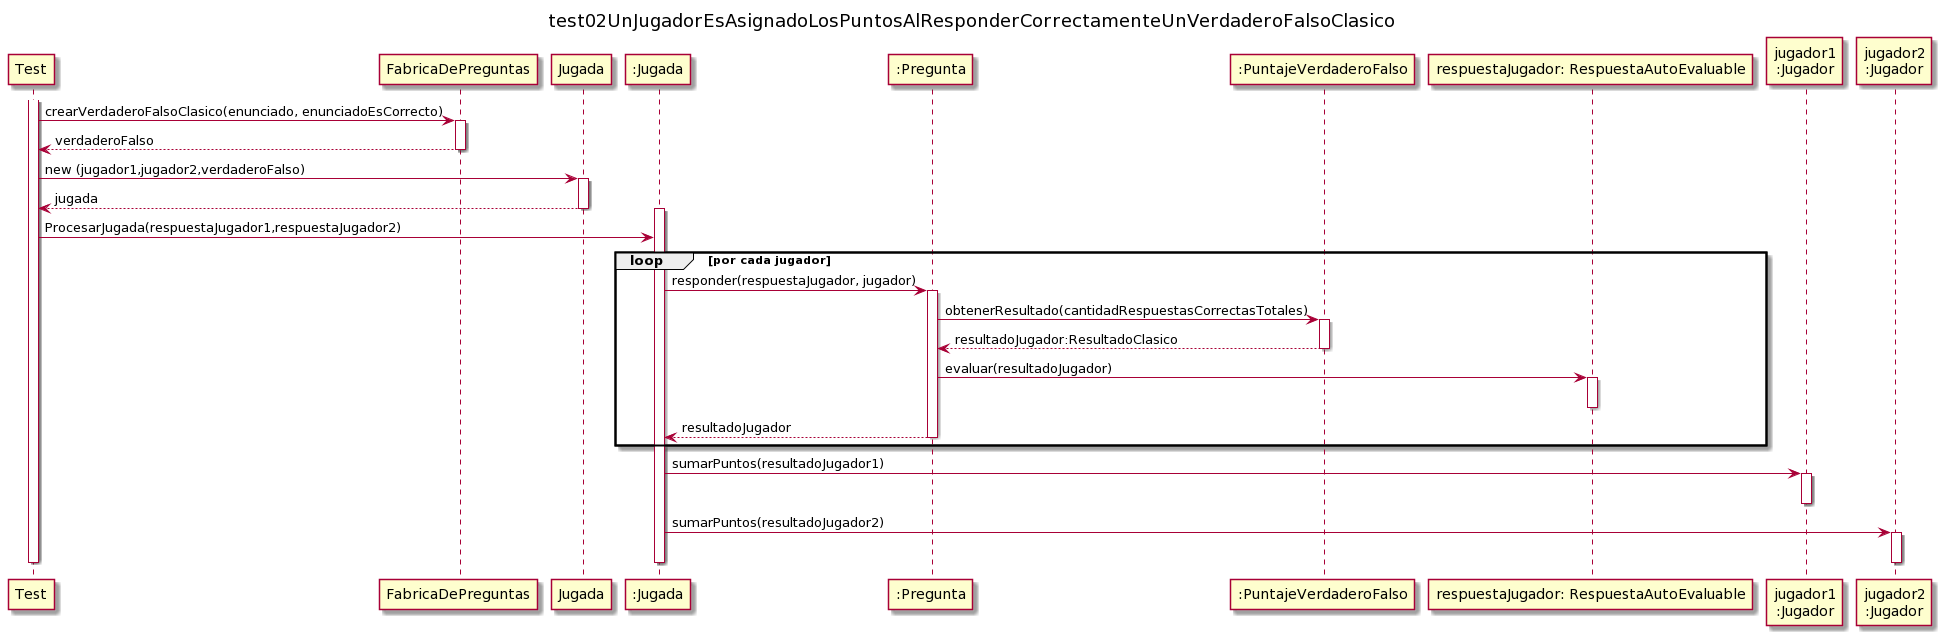 test02UnJugadorEsAsignadoLosPuntosAlResponderCorrectamenteUnVerdaderoFalsoClasico
Test
FabricaDePreguntas
Jugada
:Jugada
:Pregunta
:PuntajeVerdaderoFalso
respuestaJugador: RespuestaAutoEvaluable
jugador1
:Jugador
jugador2
:Jugador
crearVerdaderoFalsoClasico(enunciado, enunciadoEsCorrecto)
verdaderoFalso
new (jugador1,jugador2,verdaderoFalso)
jugada
ProcesarJugada(respuestaJugador1,respuestaJugador2)
loop [por cada jugador]
responder(respuestaJugador, jugador)
obtenerResultado(cantidadRespuestasCorrectasTotales)
resultadoJugador:ResultadoClasico
evaluar(resultadoJugador)
resultadoJugador
sumarPuntos(resultadoJugador1)
sumarPuntos(resultadoJugador2)
Test
FabricaDePreguntas
Jugada
:Jugada
:Pregunta
:PuntajeVerdaderoFalso
respuestaJugador: RespuestaAutoEvaluable
jugador1
:Jugador
jugador2
:Jugador